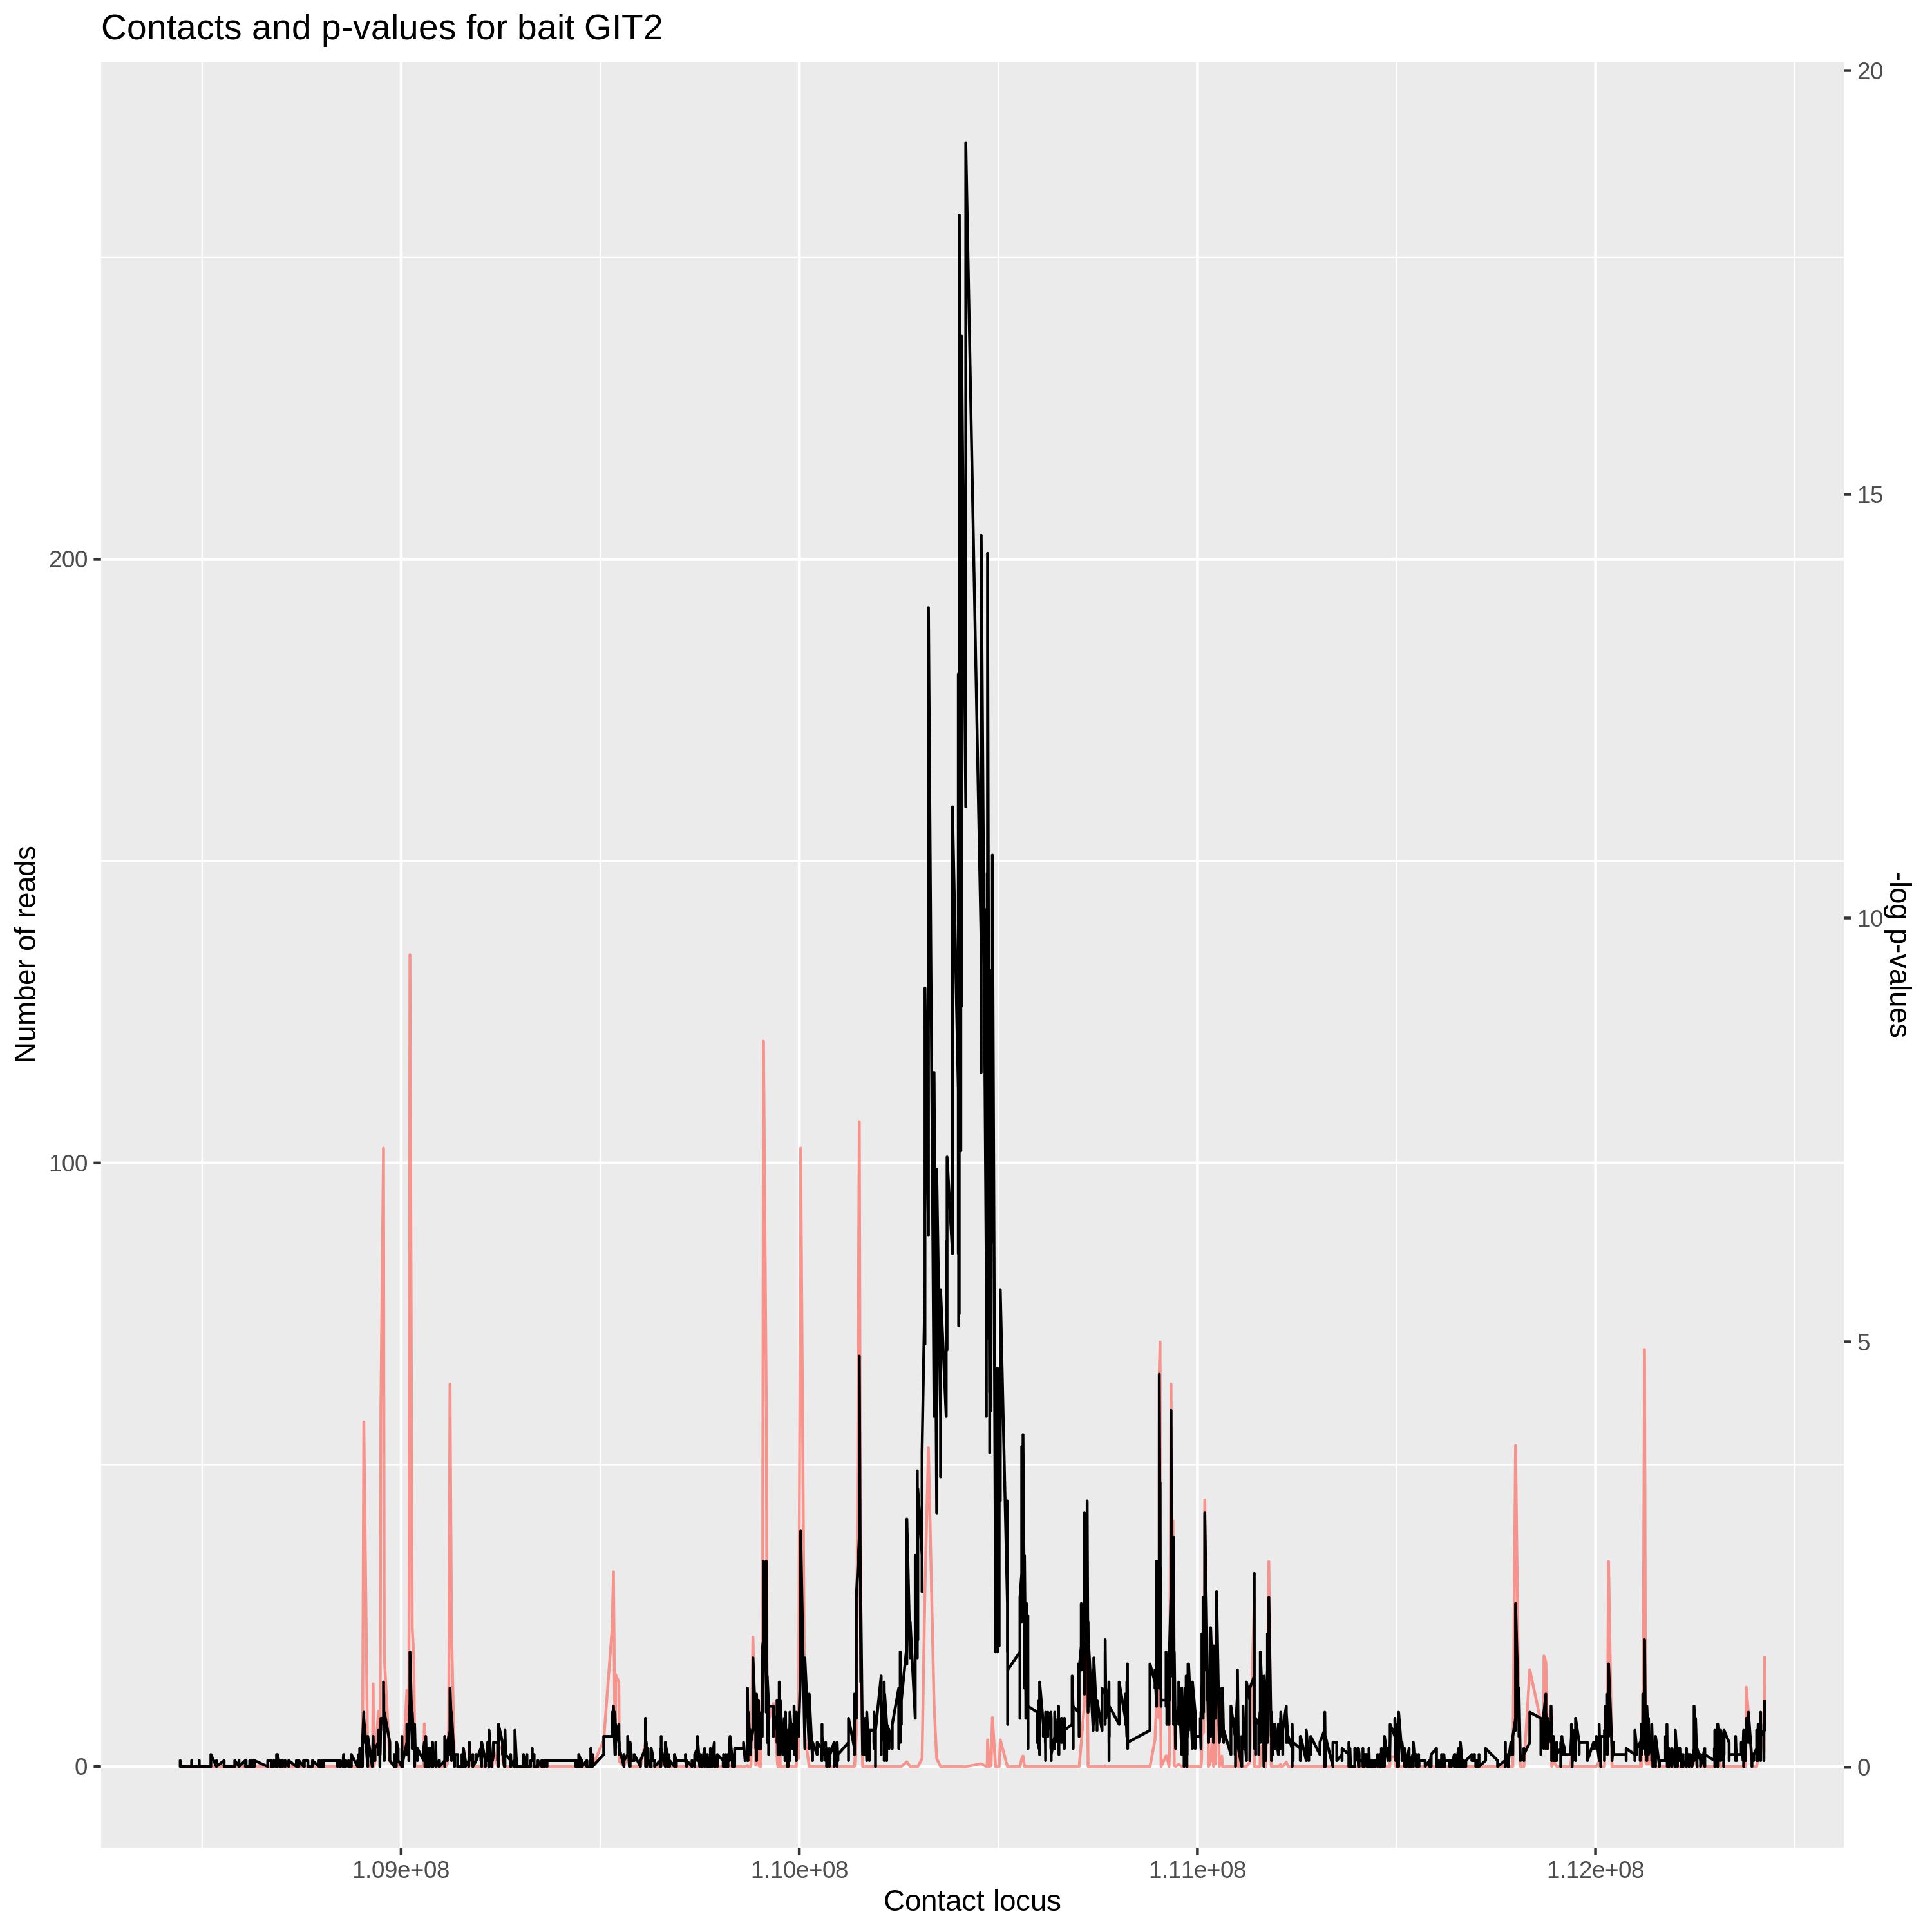 Contacts and p-values for bait GIT2
20
15
10
5
0
-log p-values
200
100
0
Number of reads
1.09e+08
1.10e+08
1.11e+08
1.12e+08
Contact locus